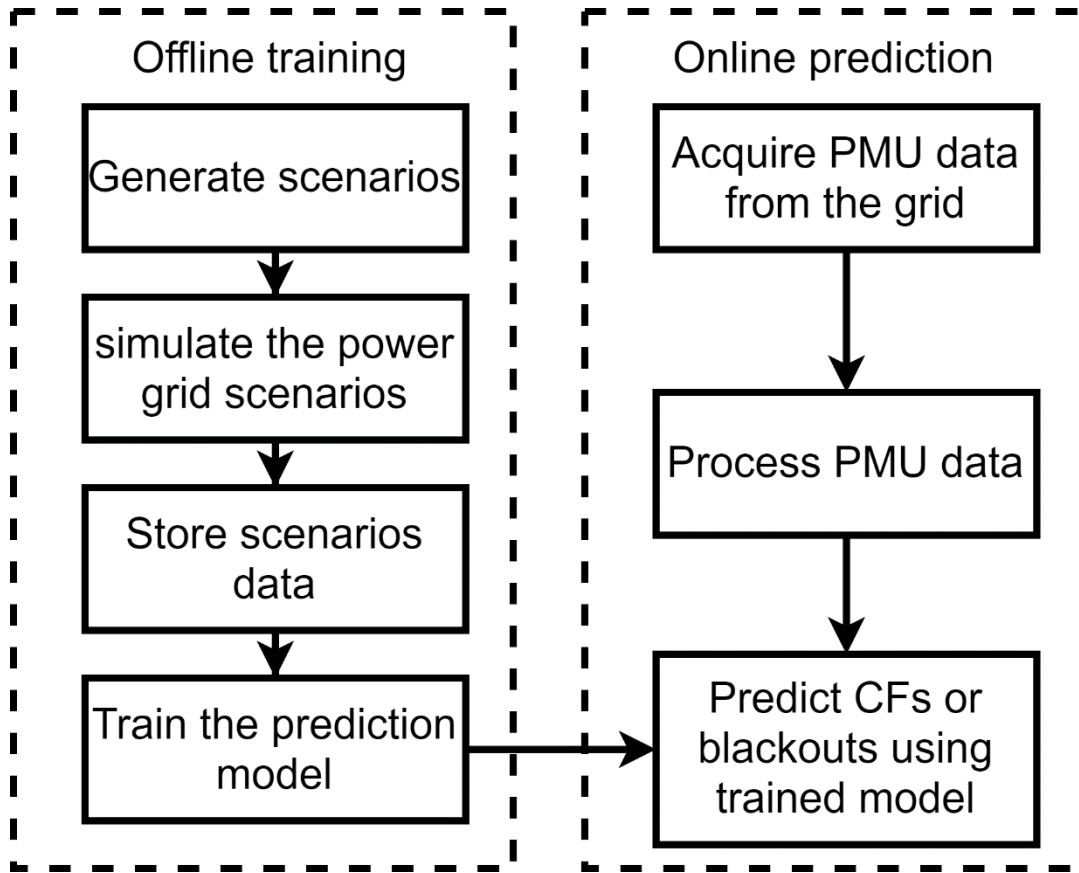 Offline training
Generate scenarios
simulate the power
grid scenarios
Store scenarios
data
Train the prediction
model
Online prediction
Acquire PMU data
from the grid
Process PMU data
Predict CFs or
blackouts using
trained model